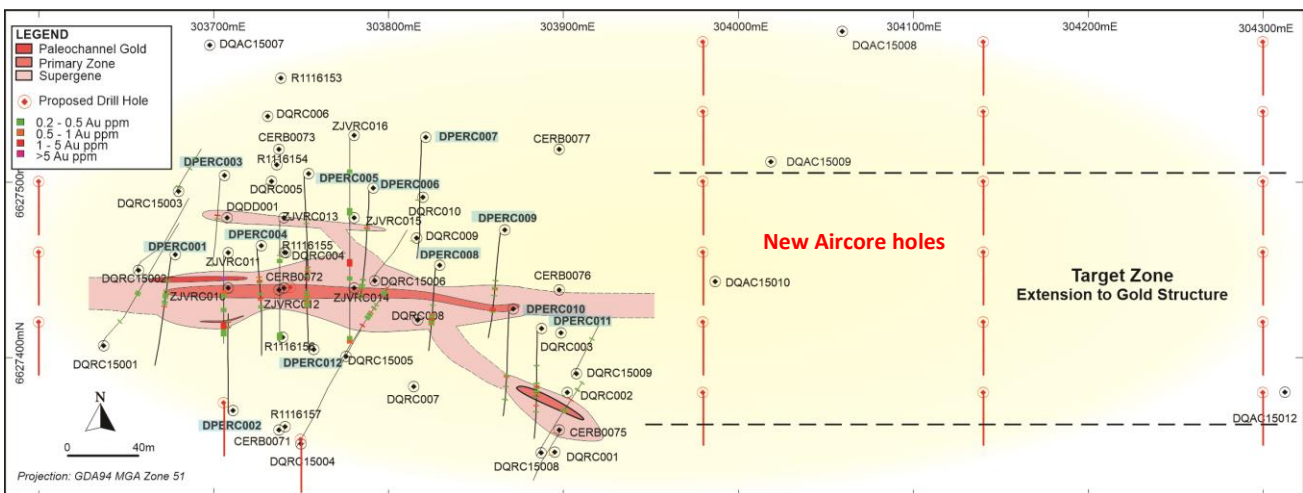 303700mE
303800mE
303900mE
304000mE
304100mE
304200mE
304300mE
LEGEND
Paleochannel Gold
Primary Zone
Supergene
Proposed Drill Hole
0.2 - 0.5 Au ppm
0.5 - 1 Au ppm
1 - 5 Au ppm
>5 Au ppm
DQAC15007
DQAC15008
R1116153
DQRC006
ZJVRC016
CERB0073
DPERC007
CERB0077
R1116154
DPERC003
DQAC15009
DPERC005
DQRC005
DPERC006
DQRC15003
DQRC010
DQDD001
ZJVRC013
ZJVRC015
DPERC009
DPERC004
DQRC009
New Aircore holes
DPERC001
R1116155
DQRC004
ZJVRC011
DPERC008
DQRC15002
CERB0072
DQRC15006
CERB0076
DQAC15010
Target Zone
Extension to Gold Structure
ZJVRC010
ZJVRC012
ZJVRC014
DPERC010
DQRC008
DPERC011
DQRC003
R1116156
DQRC15001
DPERC012
DQRC15005
DQRC15009
DQRC007
DQRC002
DPERC002
R1116157
DQAC15012
CERB0071
CERB0075
DQRC15004
DQRC15008
DQRC001
N
0
40m
Projection: GDA94 MGA Zone 51
6627400mN